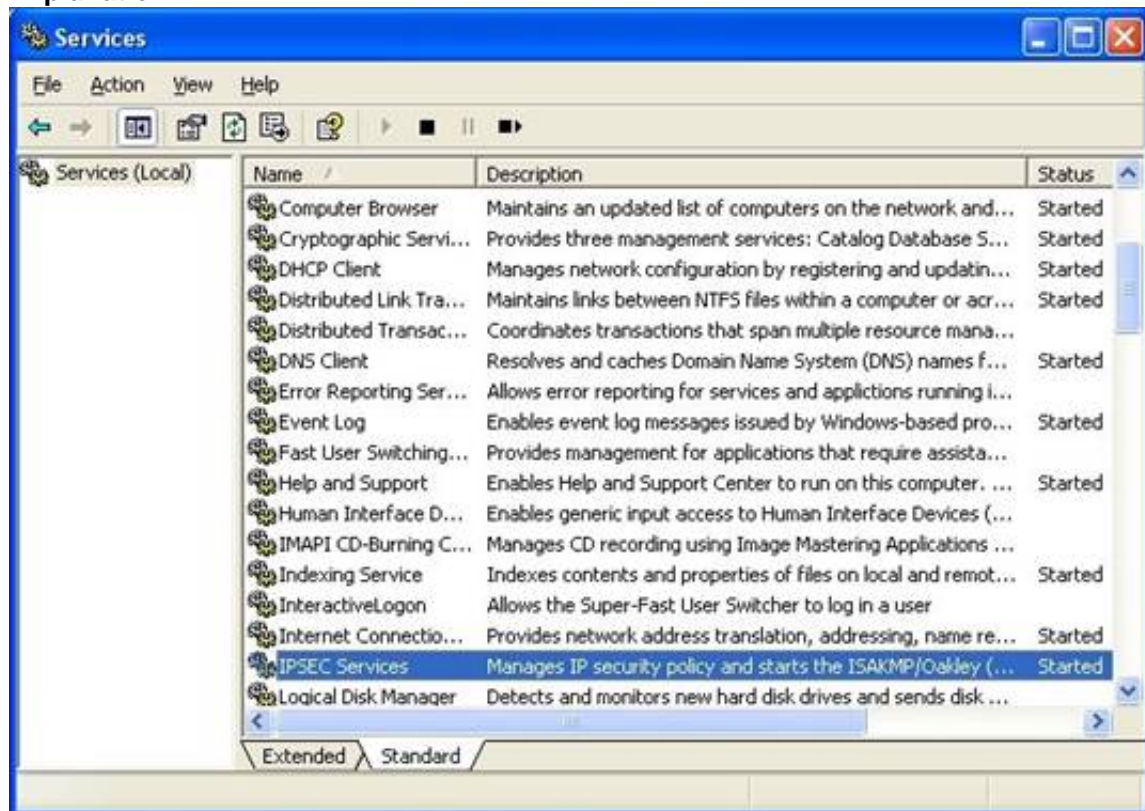 Services
File Action View Help
Services (Local)
Name Description Status
Computer Browser Maintains an updated list of computers on the network and... Started
Cryptographic Servi... Provides three management services: Catalog Database S... Started
DHCP Client Manages network configuration by registering and updatin... Started
Distributed Link Tra... Maintains links between NTFS files within a computer or acr... Started
Distributed Transac... Coordinates transactions that span multiple resource mana...
DNS Client Resolves and caches Domain Name System (DNS) names f... Started
Error Reporting Ser... Allows error reporting for services and applictions running i...
Event Log Enables event log messages issued by Windows-based pro... Started
Fast User Switching... Provides management for applications that require assista...
Help and Support Enables Help and Support Center to run on this computer. ... Started
Human Interface D... Enables generic input access to Human Interface Devices (...
IMAPI CD-Burning C... Manages CD recording using Image Mastering Applications ...
Indexing Service Indexes contents and properties of files on local and remot... Started
InteractiveLogon Allows the Super-Fast User Switcher to log in a user
Internet Connectio... Provides network address translation, addressing, name re... Started
IPSEC Services Manages IP security policy and starts the ISAKMP/Oakley (... Started
Logical Disk Manager Detects and monitors new hard disk drives and sends disk ...
Extended Standard